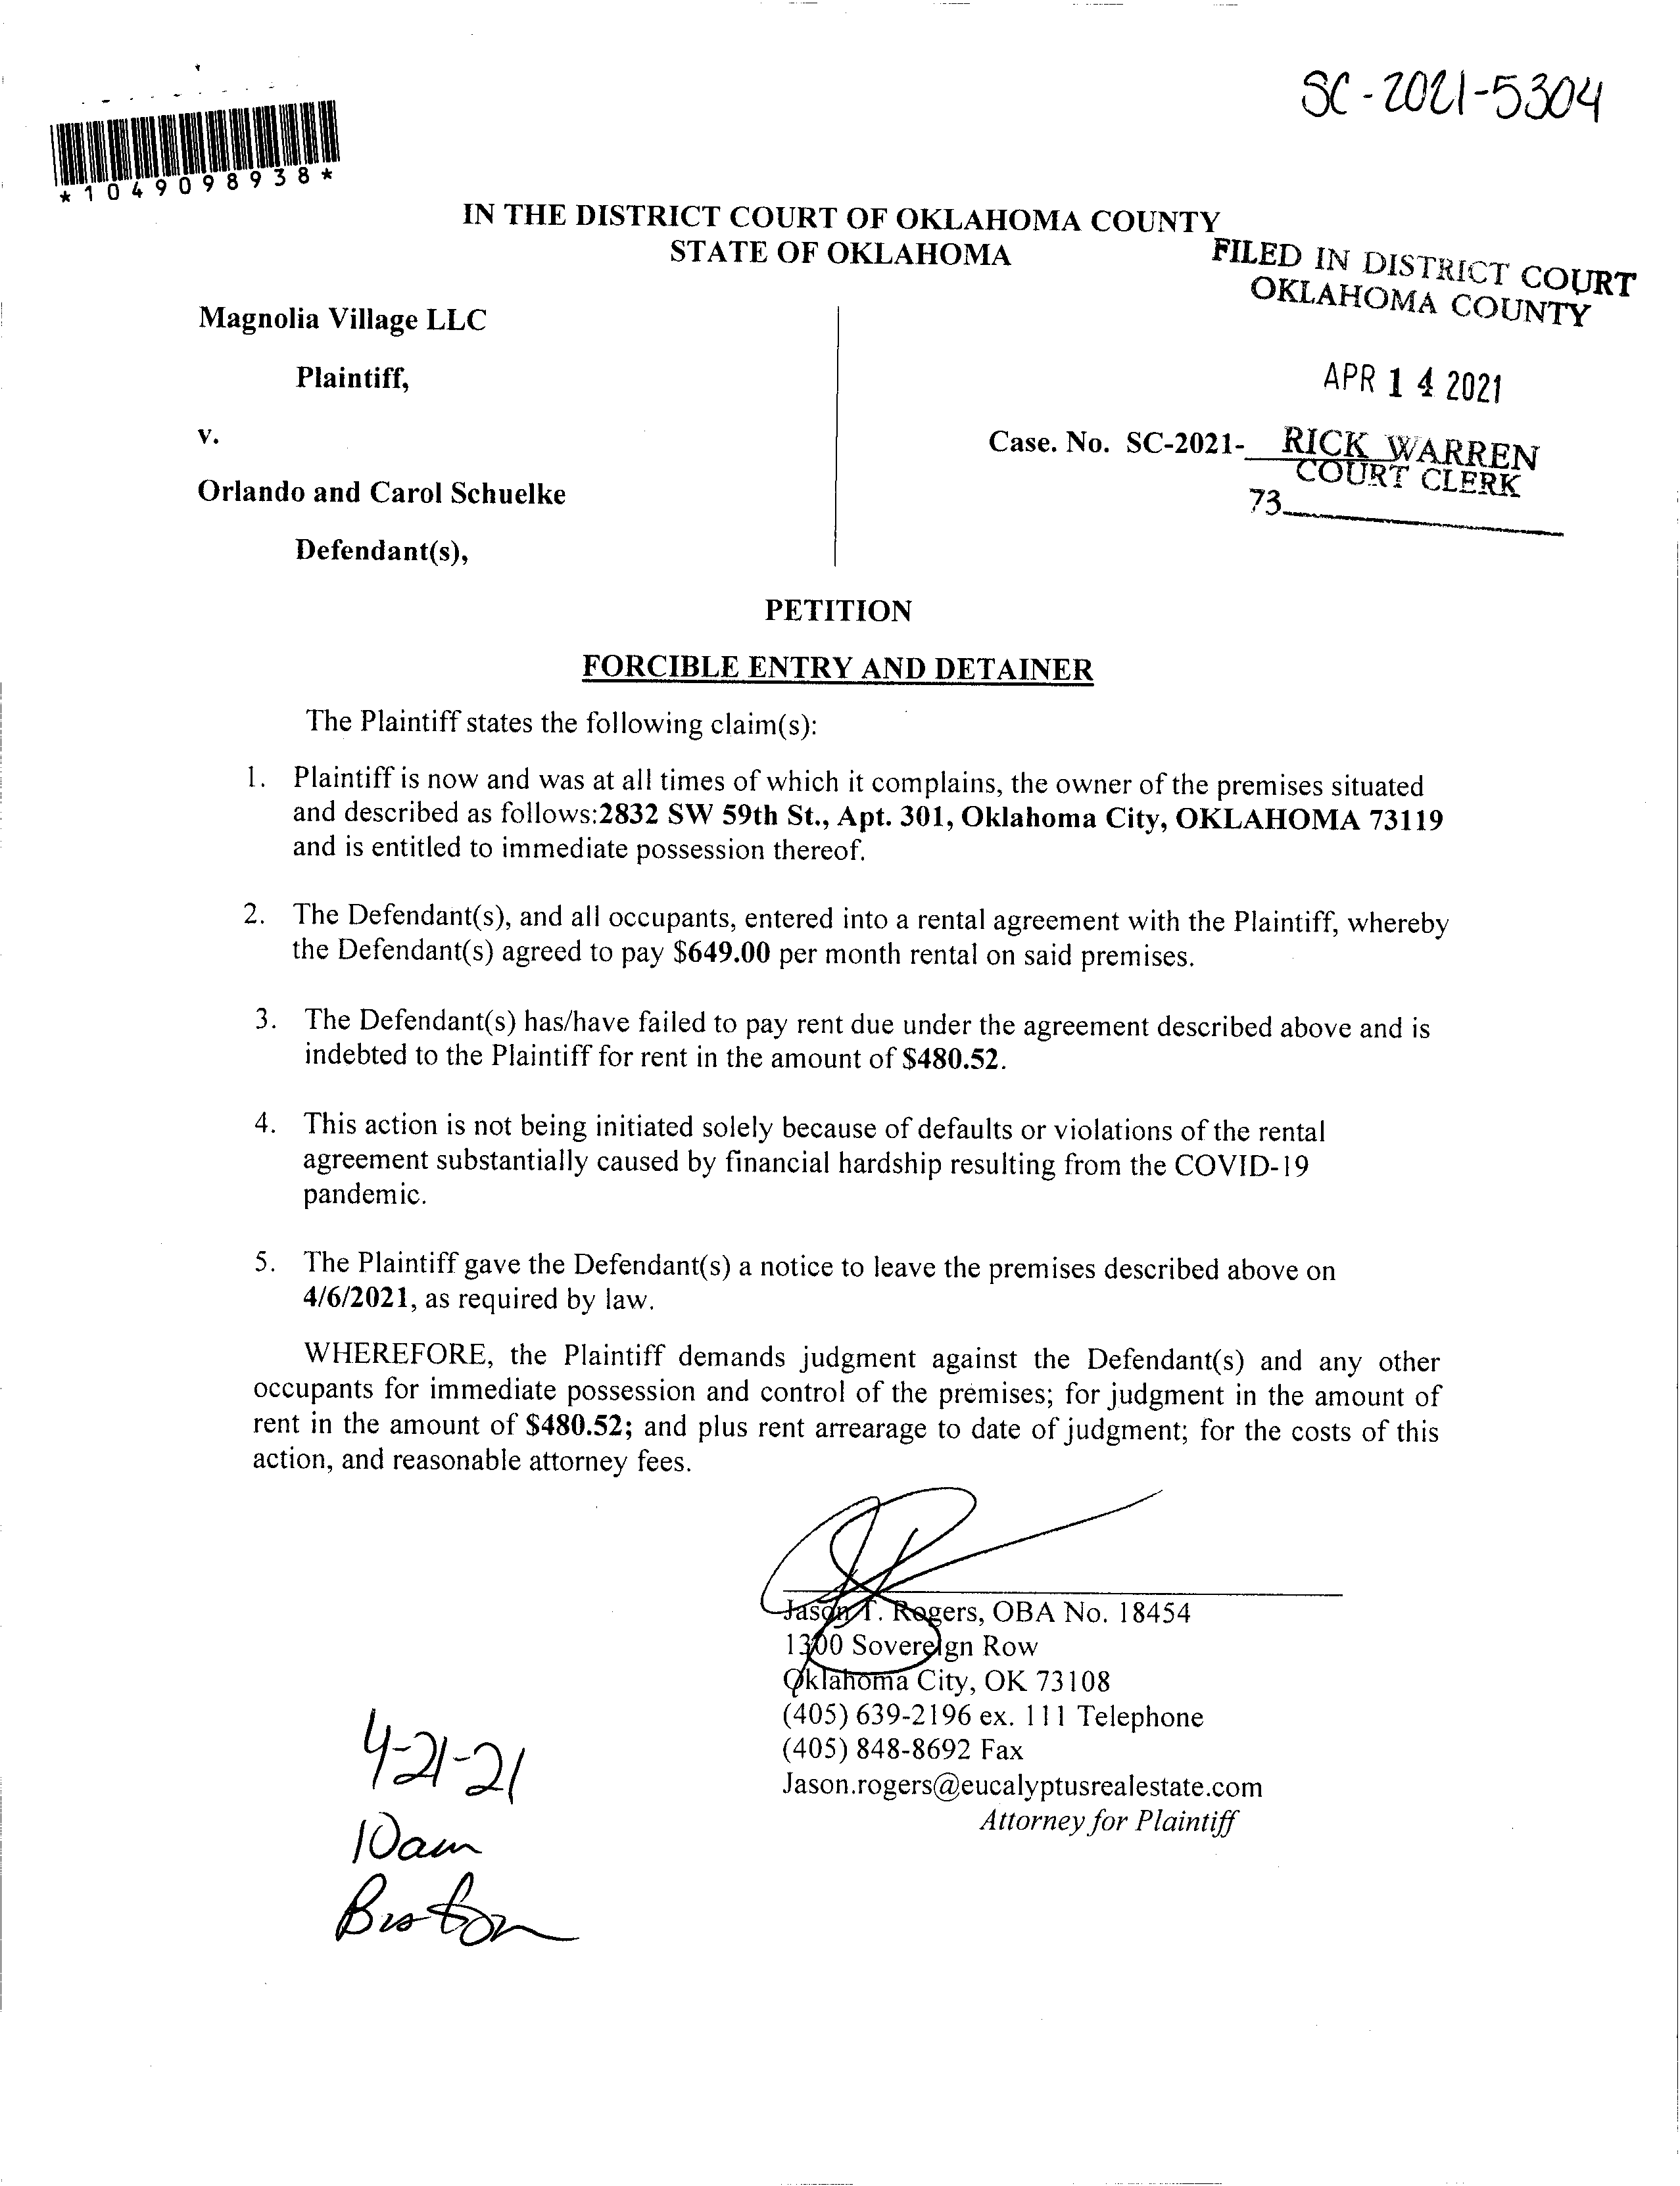 SC-2021-5304
*1049098938*
IN THE DISTRICT COURT OF OKLAHOMA COUNTY
STATE OF OKLAHOMA
FILED IN DISTRICT COURT
OKLAHOMA COUNTY
Magnolia Village LLC
Plaintiff,
APR 14 2021
v.
Case. No. SC-2021-
RICK WARREN
COURT CLERK
73
Orlando and Carol Schuelke
Defendant(s),
PETITION
FORCIBLE ENTRY AND DETAINER
The Plaintiff states the following claim(s):
1. Plaintiff is now and was at all times of which it complains, the owner of the premises situated
and described as follows:2832 SW 59th St., Apt. 301, Oklahoma City, OKLAHOMA 73119
and is entitled to immediate possession thereof.
2. The Defendant(s), and all occupants, entered into a rental agreement with the Plaintiff, whereby
the Defendant(s) agreed to pay $649.00 per month rental on said premises.
3. The Defendant(s) has/have failed to pay rent due under the agreement described above and is
indebted to the Plaintiff for rent in the amount of $480.52.
4. This action is not being initiated solely because of defaults or violations of the rental
agreement substantially caused by financial hardship resulting from the COVID-19
pandemic.
5. The Plaintiff gave the Defendant(s) a notice to leave the premises described above on
4/6/2021, as required by law.
WHEREFORE, the Plaintiff demands judgment against the Defendant(s) and any other
occupants for immediate possession and control of the premises; for judgment in the amount of
rent in the amount of $480.52; and plus rent arrearage to date of judgment; for the costs of this
action, and reasonable attorney fees.
Jason T. Rogers, OBA No. 18454
1300 Sovereign Row
Oklahoma City, OK 73108
(405) 639-2196 ex. 111 Telephone
(405) 848-8692 Fax
Jason.rogers@eucalyptusrealestate.com
Attorney for Plaintiff
4-21-21
10am